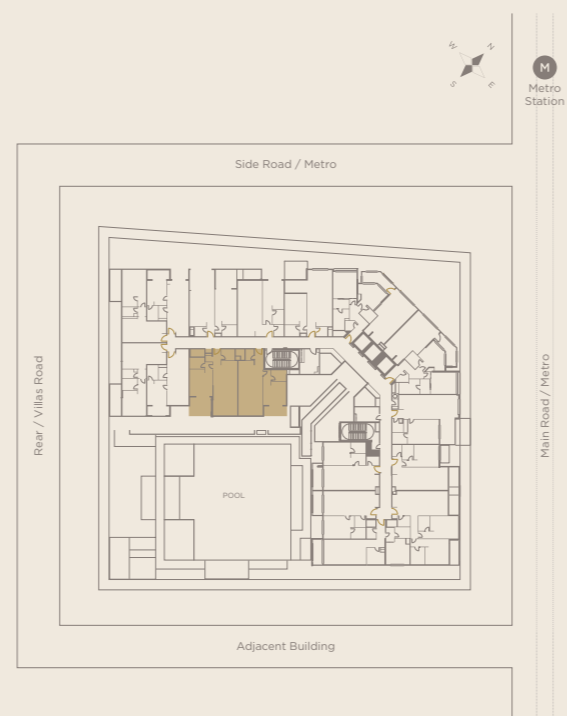 W
N
S
E
M
Metro
Station
Side Road / Metro
Rear / Villas Road
Main Road / Metro
POOL
Adjacent Building